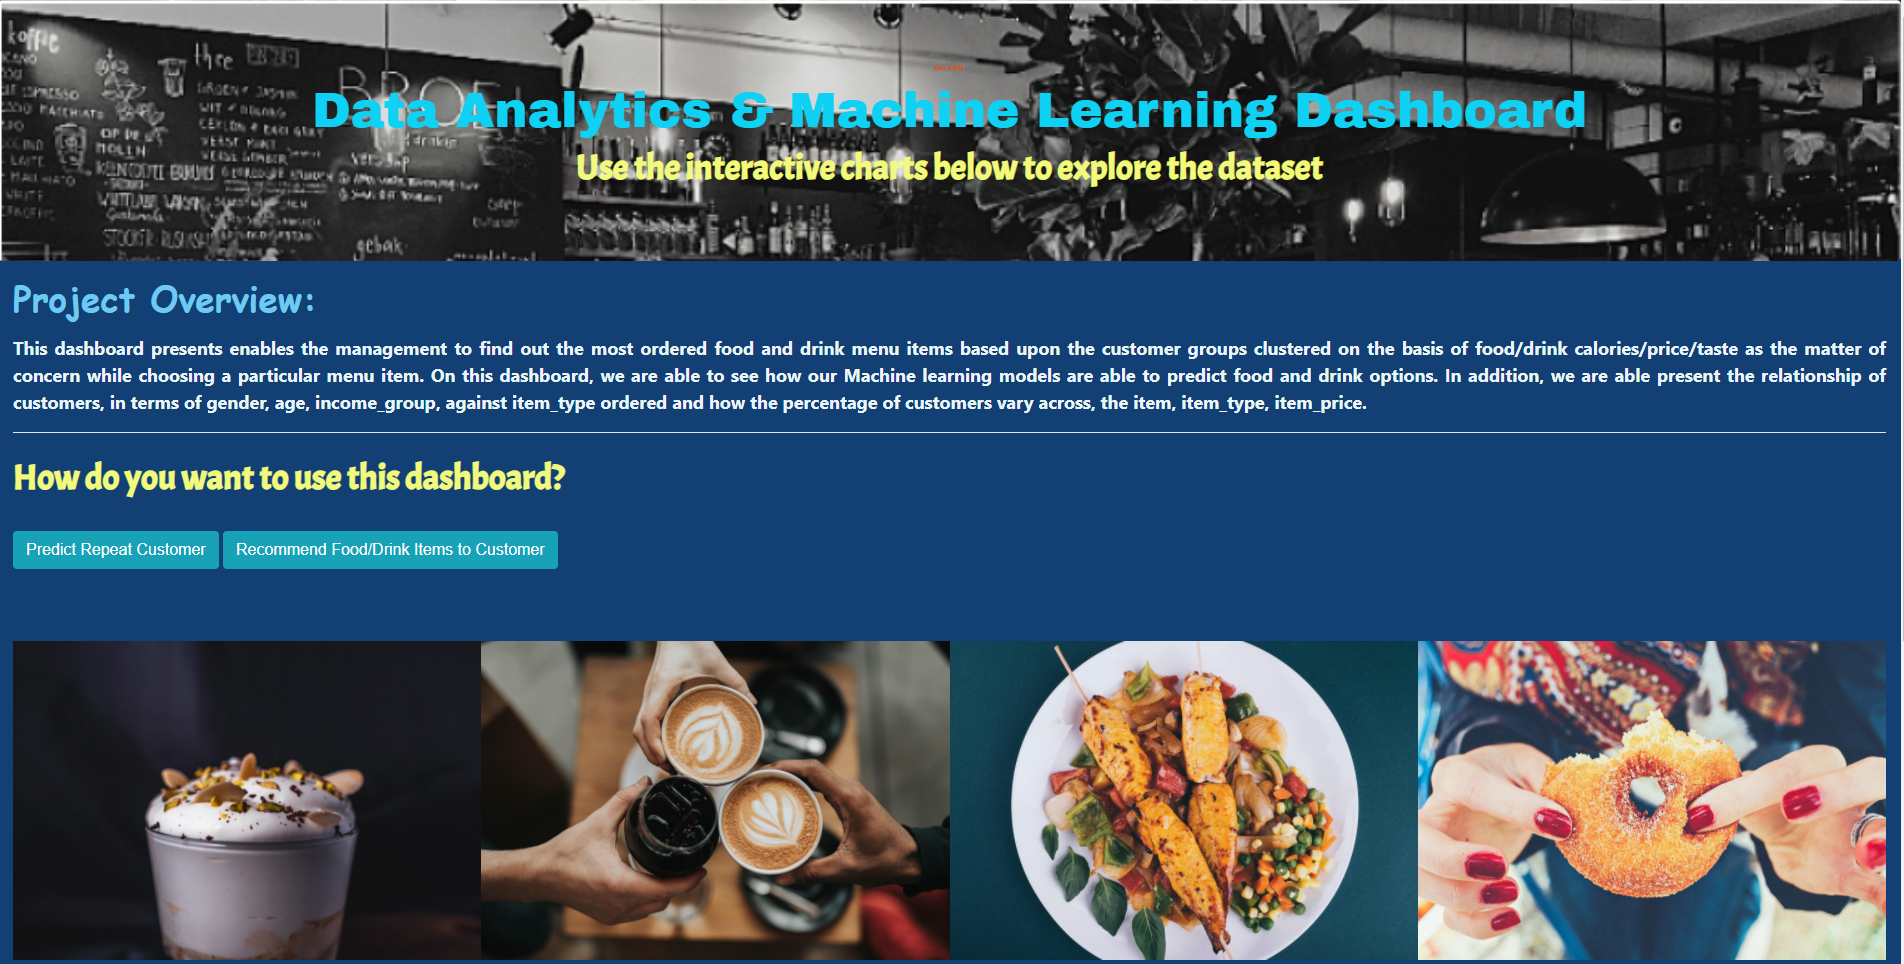 koffie
thee
BROE
Data Analytics & Machine Learning Dashboard
Use the interactive charts below to explore the dataset
gebak
Project Overview:
This dashboard presents enables the management to find out the most ordered food and drink menu items based upon the customer groups clustered on the basis of food/drink calories/price/taste as the matter of
concern while choosing a particular menu item. On this dashboard, we are able to see how our Machine learning models are able to predict food and drink options. In addition, we are able present the relationship of
customers, in terms of gender, age, income_group, against item_type ordered and how the percentage of customers vary across, the item, item_type, item_price.
How do you want to use this dashboard?
Predict Repeat Customer
Recommend Food/Drink Items to Customer